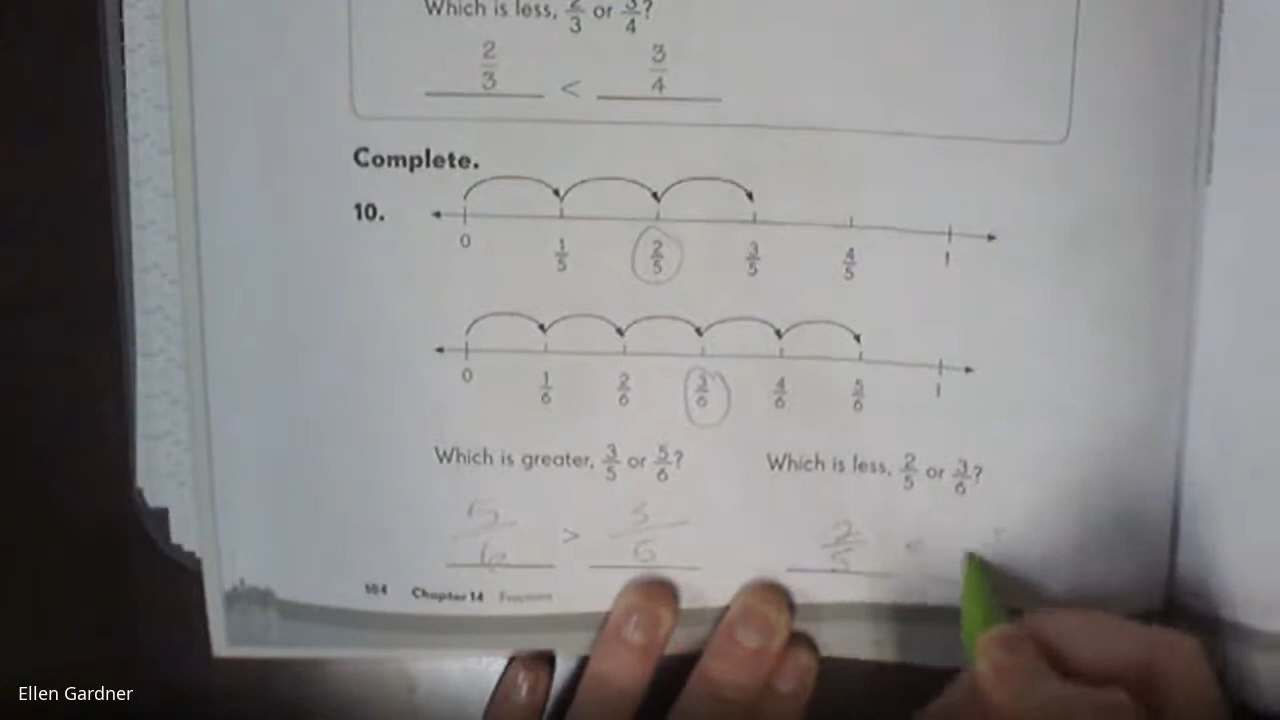 Which is less, 2/3 or 3/4?
2/3 < 3/4
Complete.
10.
0 1/5 2/5 3/5 4/5 1
0 1/6 2/6 3/6 4/6 5/6 1
Which is greater, 3/5 or 5/6? Which is less, 2/5 or 3/6?
5/6 > 2/5 <
Chapter 14 Fractions
Ellen Gardner